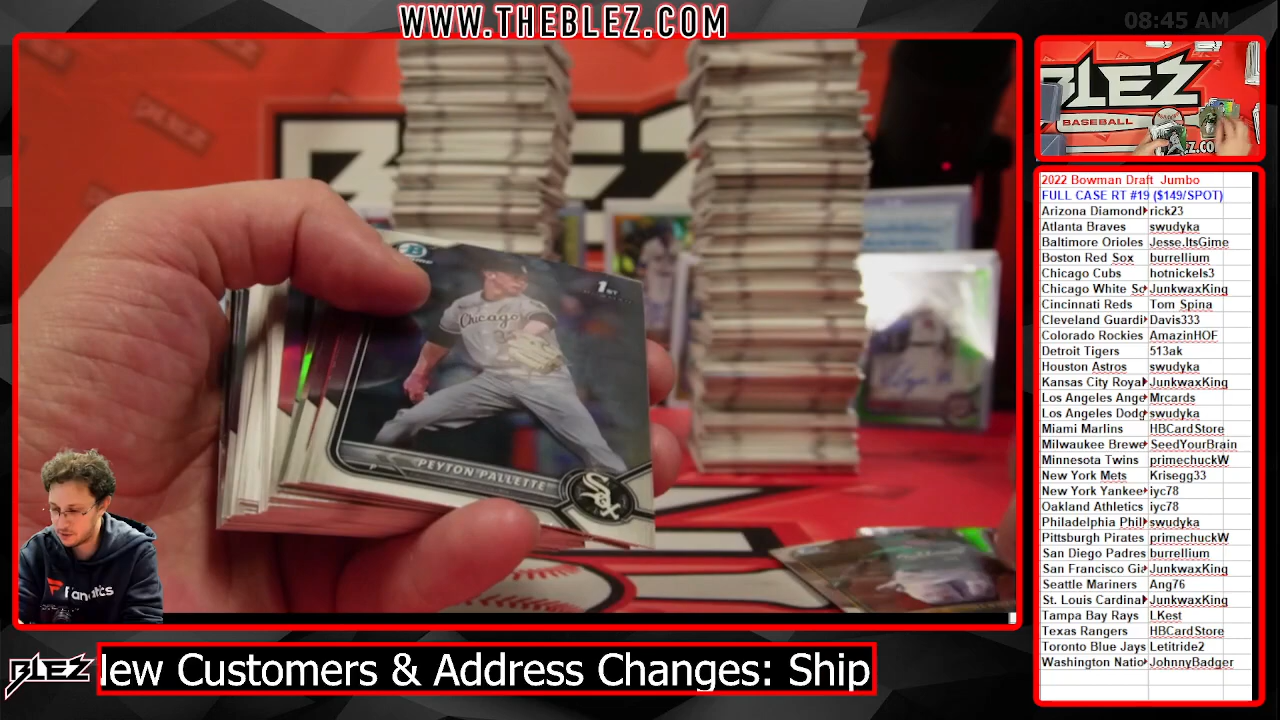 WWW.THEBLEZ.COM
08:45 AM
BLEZ
BASEBALL
1ST
Chicago
PEYTON PALLETTE
Sox
Fanatics
2022 Bowman Draft Jumbo
FULL CASE RT #19 ($149/SPOT)
Arizona Diamond rick23
Atlanta Braves swudyka
Baltimore Orioles Jesse.ItsGime
Boston Red Sox burrellium
Chicago Cubs hotnickels3
Chicago White So JunkwaxKing
Cincinnati Reds Tom Spina
Cleveland Guardi Davis333
Colorado Rockies AmazinHOF
Detroit Tigers 513ak
Houston Astros swudyka
Kansas City Roya JunkwaxKing
Los Angeles Ange Mrcards
Los Angeles Dodg swudyka
Miami Marlins HBCardStore
Milwaukee Brewe SeedYourBrain
Minnesota Twins primechuckW
New York Mets Krisegg33
New York Yankee iyc78
Oakland Athletics iyc78
Philadelphia Phil swudyka
Pittsburgh Pirates primechuckW
San Diego Padres burrellium
San Francisco Gia JunkwaxKing
Seattle Mariners Ang76
St. Louis Cardina JunkwaxKing
Tampa Bay Rays LKest
Texas Rangers HBCardStore
Toronto Blue Jays Letitride2
Washington Natio JohnnyBadger
BLEZ
lew Customers & Address Changes: Ship